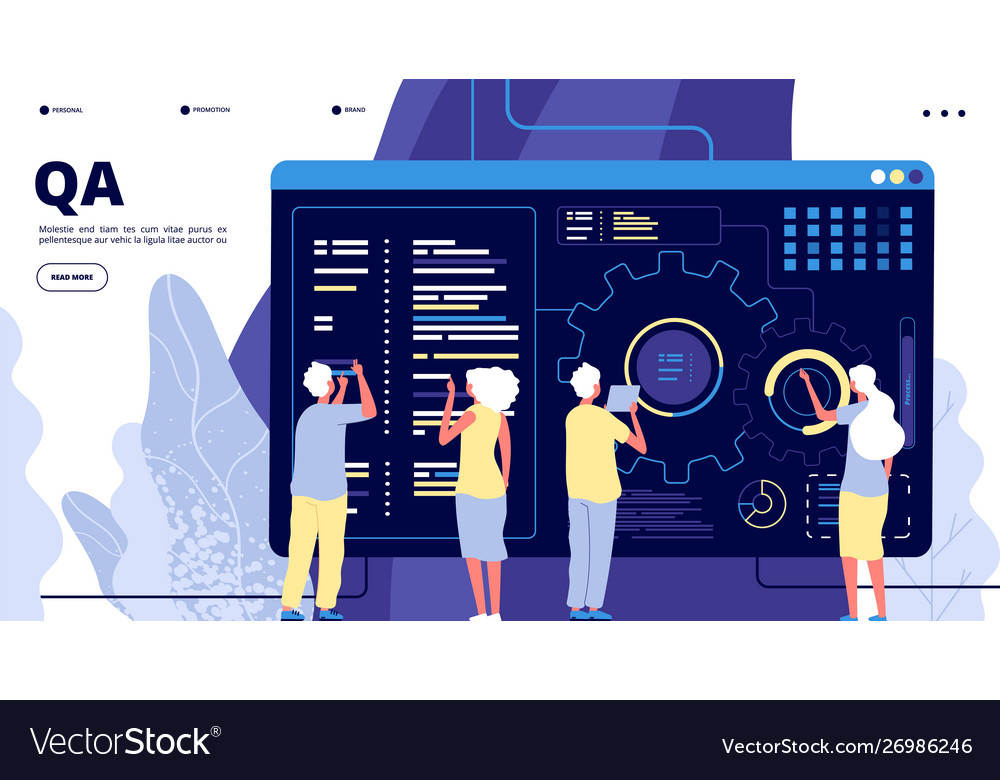 PERSONAL
PROMOTION
BRAND
QA
Molestie end tiam tes cum vitae purus ex
pellentesque aur vehic la ligula litae auctor ou
READ MORE
Process...
VectorStock®
VectorStock.com/26986246